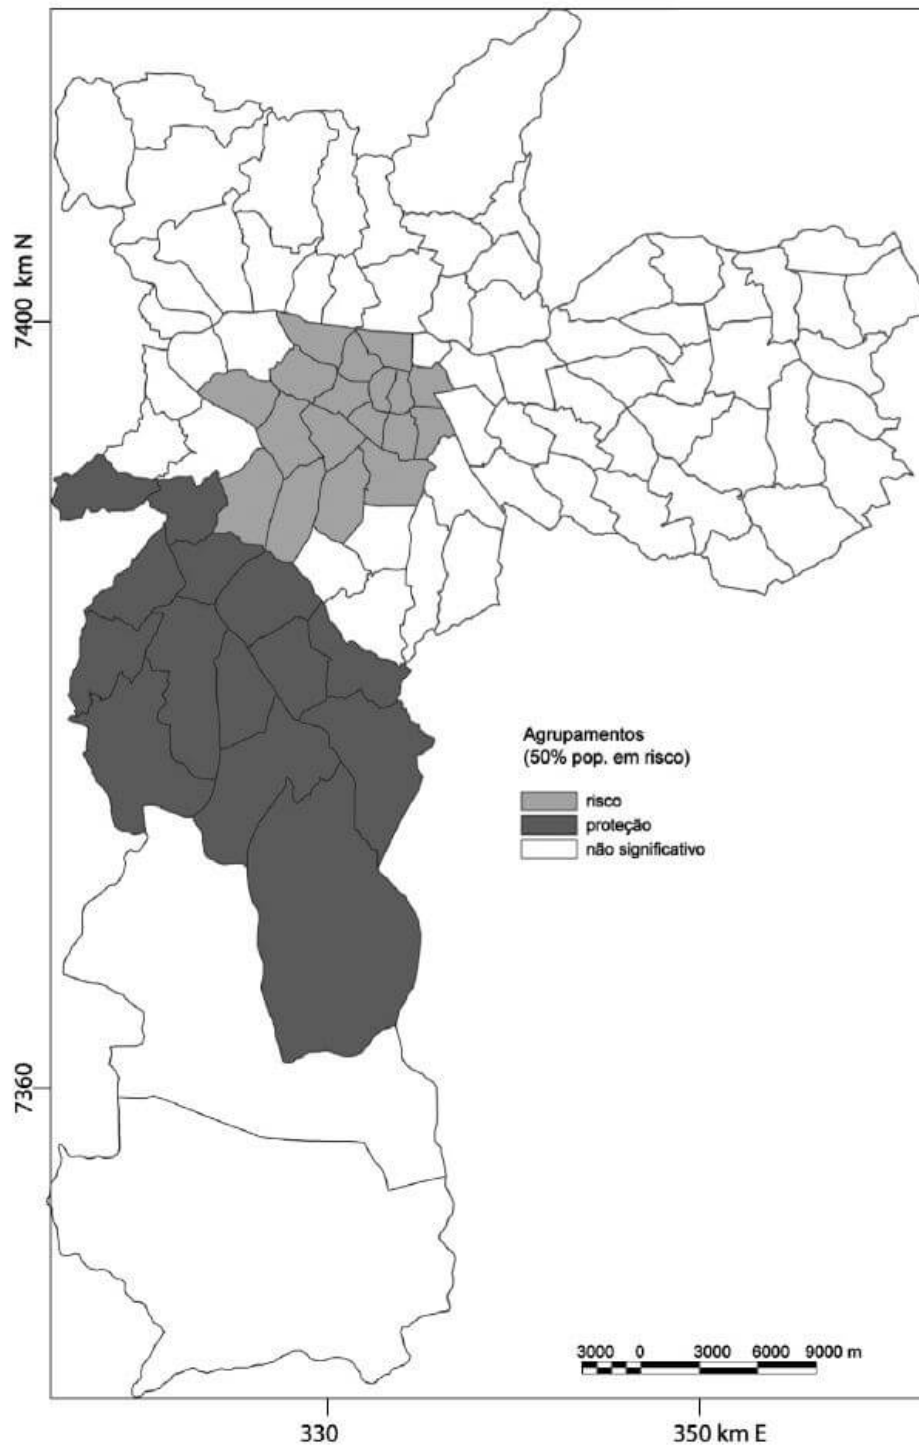 7400 km N
Agrupamentos
(50% pop. em risco)
risco
proteção
não significativo
7360
3000 0 3000 6000 9000 m
330 350 km E